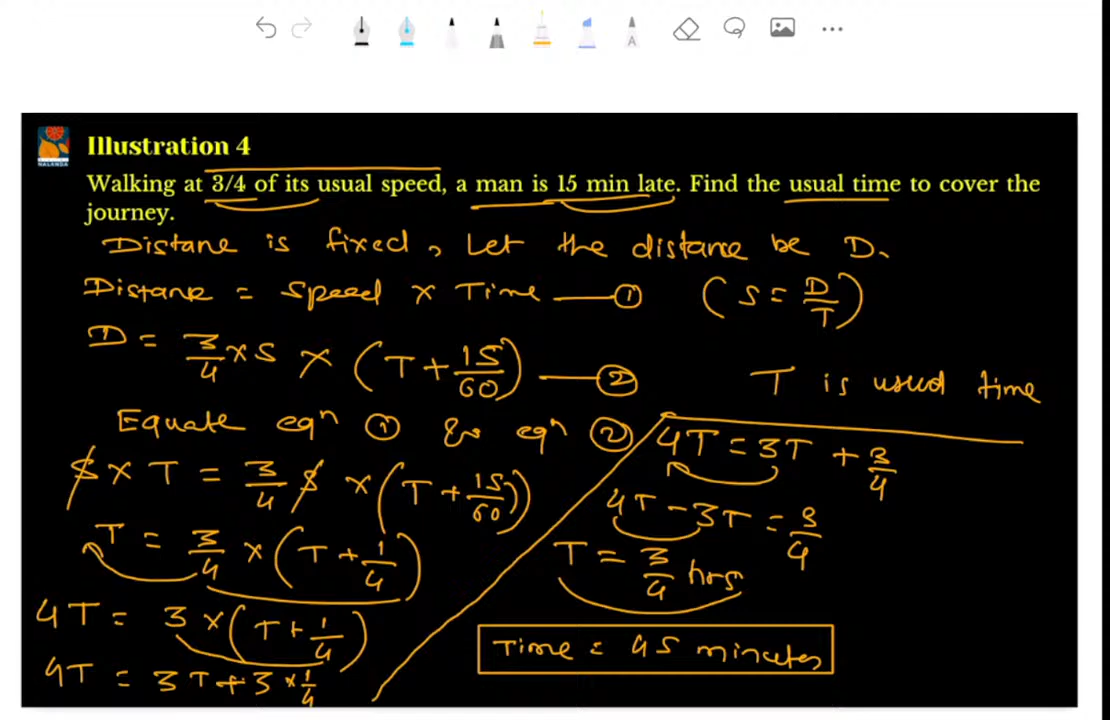 A
NALANDA
Illustration 4
Walking at 3/4 of its usual speed, a man is 15 min late. Find the usual time to cover the
journey.
Distane is fixed, Let the distance be D.
Distane = Speed × Time — ① (S = D/T)
D = 3/4 × S × (T + 15/60) — ②
T is usual time
Equate eqⁿ ① & eqⁿ ②
S × T = 3/4 S × (T + 15/60)
T = 3/4 × (T + 1/4)
4T = 3 × (T + 1/4)
4T = 3T + 3 × 1/4
4T = 3T + 3/4
4T - 3T = 3/4
T = 3/4 hrs
Time = 45 minutes